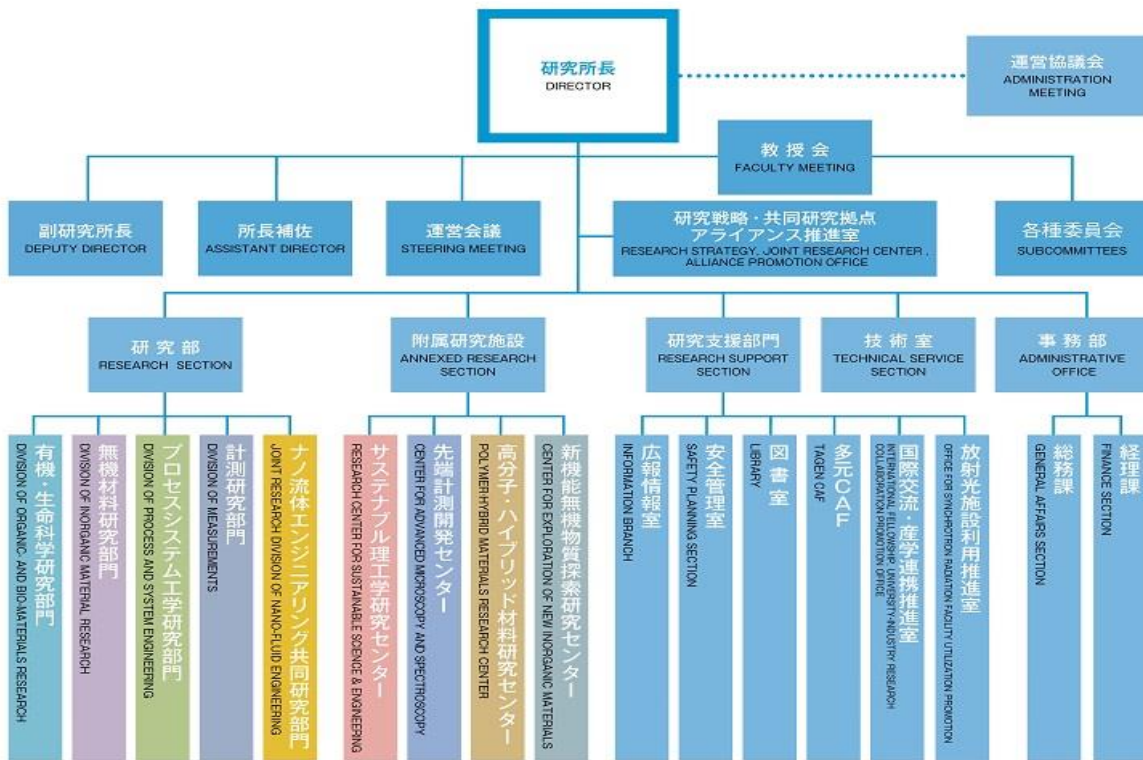 研究所長
DIRECTOR
運営協議会
ADMINISTRATION
MEETING
教授会
FACULTY MEETING
副研究所長
DEPUTY DIRECTOR
所長補佐
ASSISTANT DIRECTOR
運営会議
STEERING MEETING
研究戦略・共同研究拠点
アライアンス推進室
RESEARCH STRATEGY, JOINT RESEARCH CENTER ,
ALLIANCE PROMOTION OFFICE
各種委員会
SUBCOMMITTEES
研究部
RESEARCH SECTION
附属研究施設
ANNEXED RESEARCH
SECTION
研究支援部門
RESEARCH SUPPORT
SECTION
技術室
TECHNICAL SERVICE
SECTION
事務部
ADMINISTRATIVE
OFFICE
有機・生命科学研究部門
DIVISION OF ORGANIC- AND BIO-MATERIALS RESEARCH
無機材料研究部門
DIVISION OF INORGANIC MATERIAL RESEARCH
プロセスシステム工学研究部門
DIVISION OF PROCESS AND SYSTEM ENGINEERING
計測研究部門
DIVISION OF MEASUREMENTS
ナノ流体エンジニアリング共同研究部門
JOINT RESEARCH DIVISION OF NANO-FLUID ENGINEERING
サステナブル理工学研究センター
RESEARCH CENTER FOR SUSTAINABLE SCIENCE & ENGINEERING
先端計測開発センター
CENTER FOR ADVANCED MICROSCOPY AND SPECTROSCOPY
高分子・ハイブリッド材料研究センター
POLYMER·HYBRID MATERIALS RESEARCH CENTER
新機能無機物質探索研究センター
CENTER FOR EXPLORATION OF NEW INORGANIC MATERIALS
広報情報室
INFORMATION BRANCH
安全管理室
SAFETY PLANNING SECTION
図書室
LIBRARY
多元CAF
TAGEN CAF
国際交流・産学連携推進室
INTERNATIONAL FELLOWSHIP, UNIVERSITY-INDUSTRY RESEARCH
COLLABORATION PROMOTION OFFICE
放射光施設利用推進室
OFFICE FOR SYNCHROTRON RADIATION FACILITY UTILIZATION PROMOTION
総務課
GENERAL AFFAIRS SECTION
経理課
FINANCE SECTION